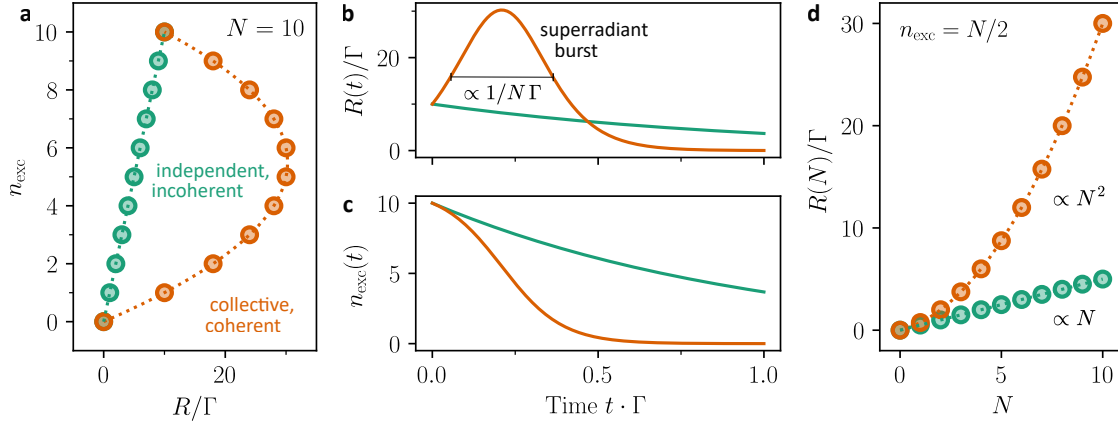 a
N = 10
10
8
6
4
2
0
n_exc
independent,
incoherent
collective,
coherent
0
20
R/Γ
b
superradiant
burst
∝ 1/N Γ
20
0
R(t)/Γ
c
10
5
0
n_exc(t)
0.0
0.5
1.0
Time t · Γ
d
n_exc = N/2
30
20
10
0
R(N)/Γ
∝ N²
∝ N
0
5
10
N